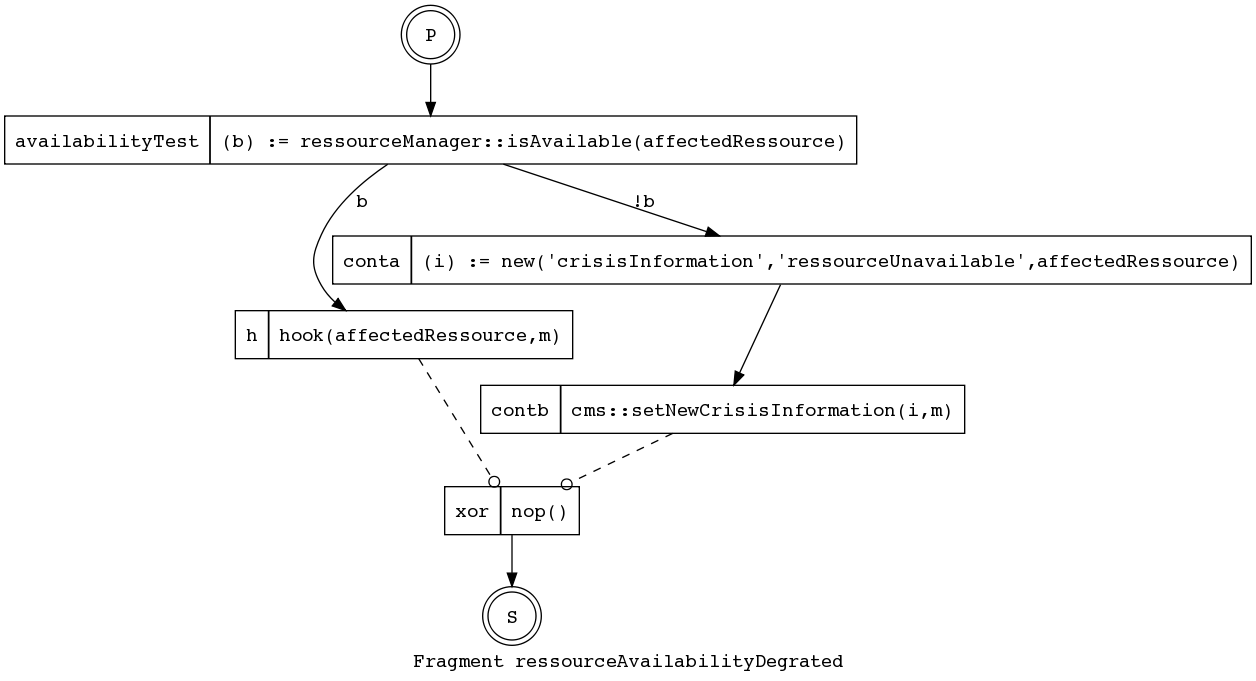 P
availabilityTest (b) := ressourceManager::isAvailable(affectedRessource)
b !b
conta (i) := new('crisisInformation','ressourceUnavailable',affectedRessource)
h hook(affectedRessource,m)
contb cms::setNewCrisisInformation(i,m)
xor nop()
S
Fragment ressourceAvailabilityDegrated